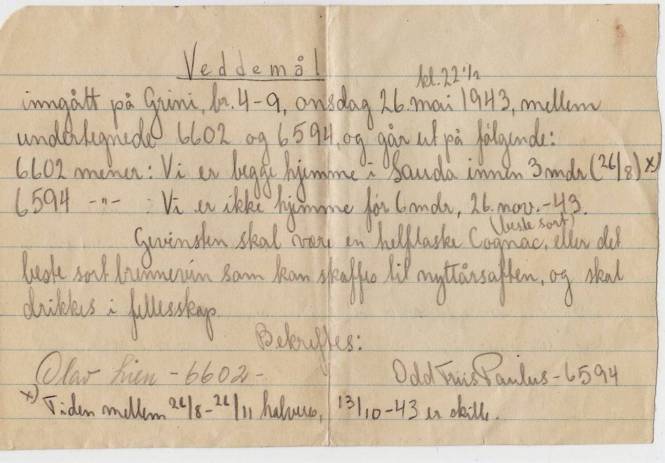 Veddemål
kl. 22½
inngått på Grini, br. 4-9, onsdag 26. mai 1943, mellem
undertegnede 6602 og 6594, og går ut på følgende:
6602 mener: Vi er begge hjemme i Sauda innen 3 mdr (26/8) x)
6594 -"- : Vi er ikke hjemme før 6 mdr, 26. nov. -43.
(beste sort)
Gevinsten skal være en helflaske Cognac, eller det
beste sort brennevin som kan skaffes til nyttårsaften, og skal
drikkes i fellesskap.
Bekreftes:
Olav Lien - 6602 -
Odd Friis Paulus - 6594
x) Tiden mellem 26/8 - 26/11 halveres, 13/10 - 43 er skille.